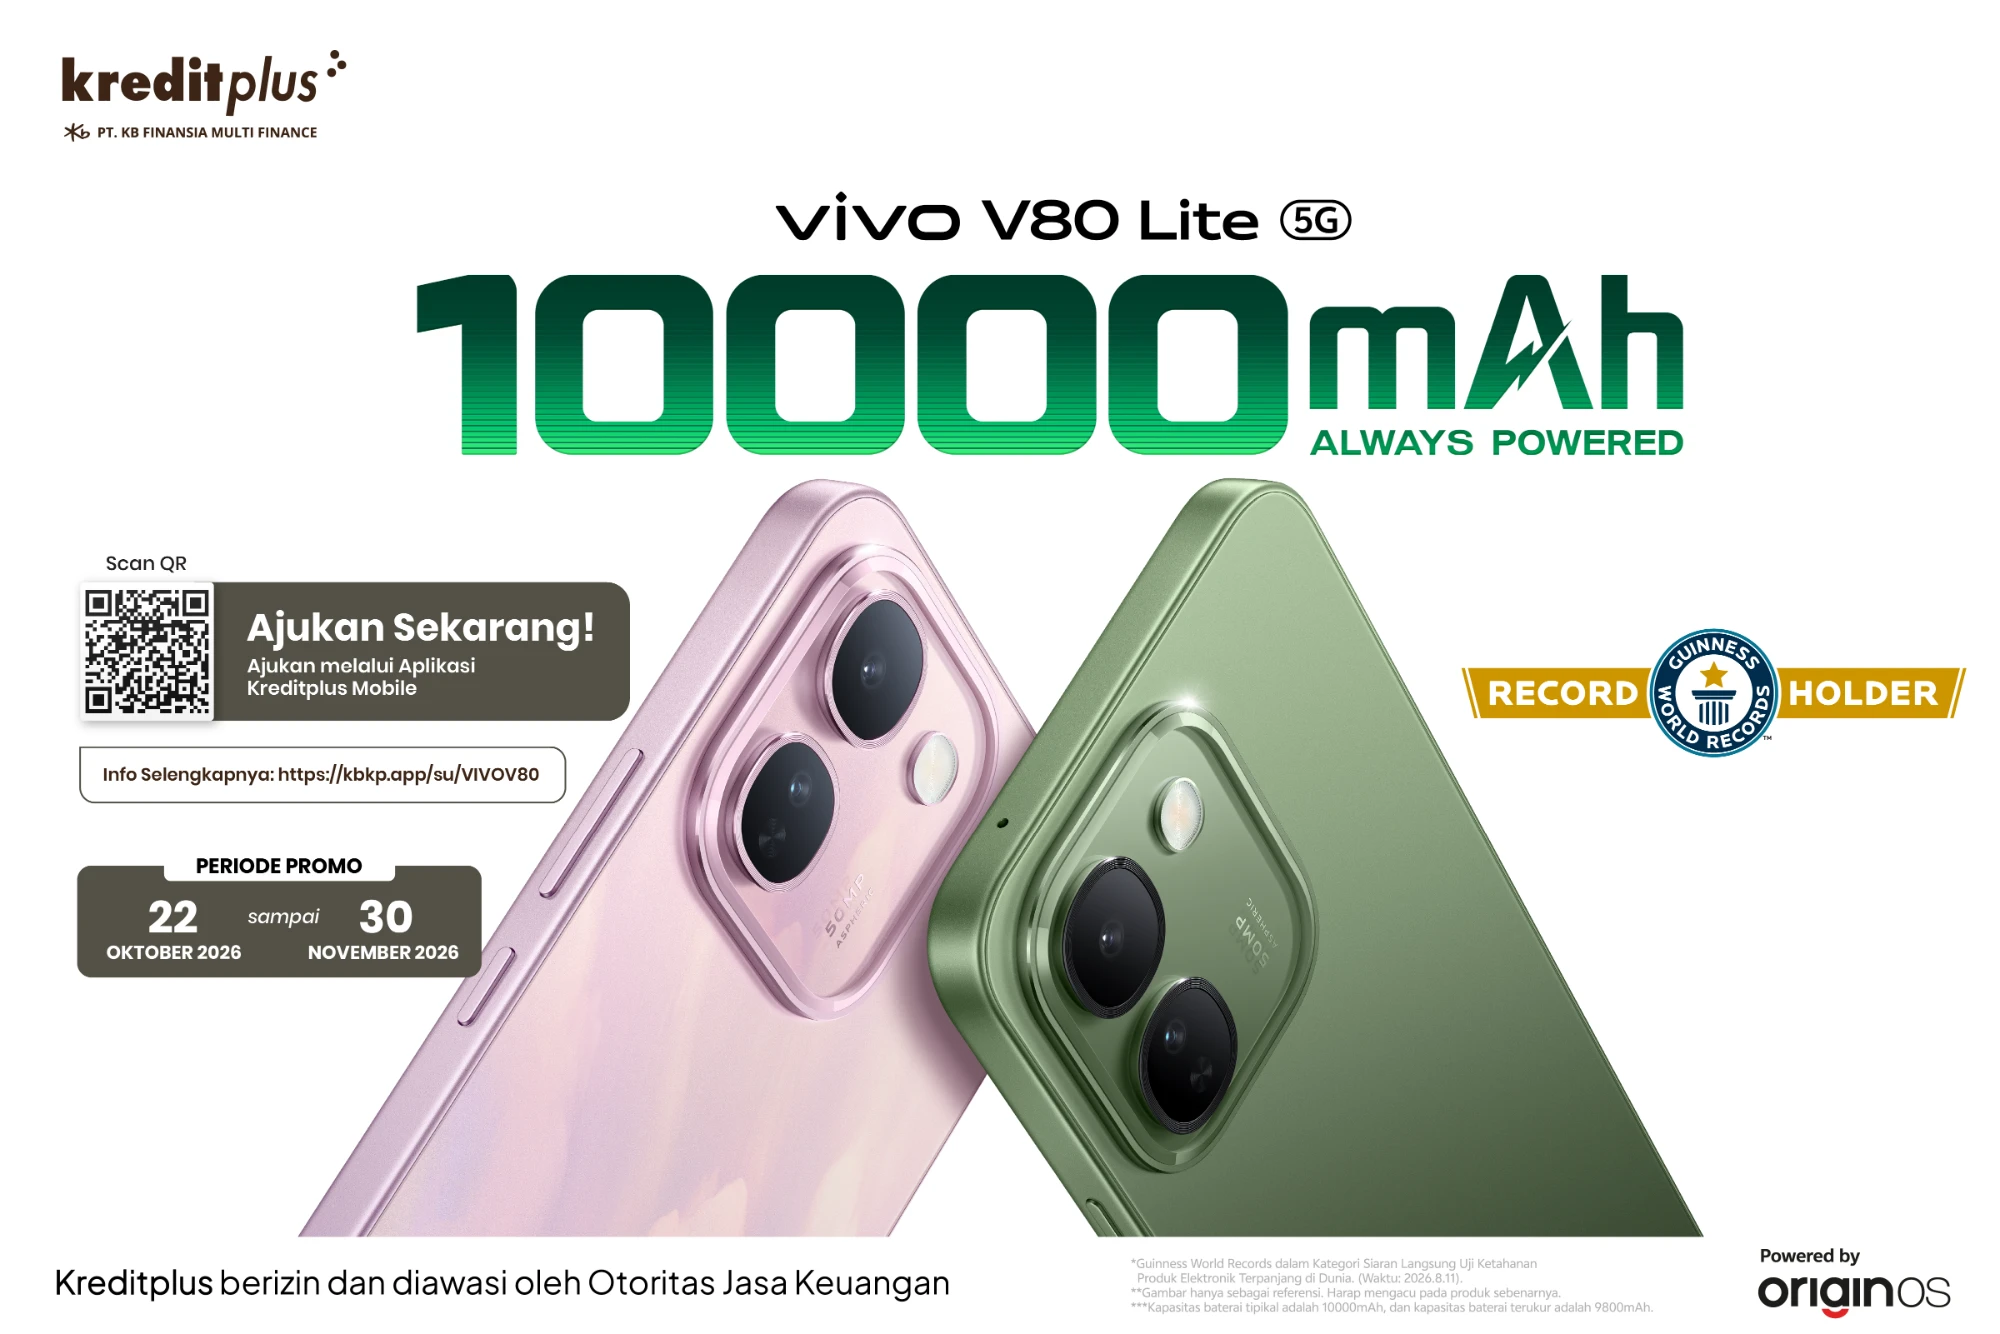 kreditplus
PT. KB FINANSIA MULTI FINANCE
vivo V80 Lite 5G
10000mAh
ALWAYS POWERED
Scan QR
Ajukan Sekarang!
Ajukan melalui Aplikasi
Kreditplus Mobile
Info Selengkapnya: https://kbkp.app/su/VIVOV80
PERIODE PROMO
22 sampai 30
OKTOBER 2026 NOVEMBER 2026
50MP
ASPHERIC
50MP
ASPHERIC
RECORD HOLDER
GUINNESS
WORLD RECORDS
™
Kreditplus berizin dan diawasi oleh Otoritas Jasa Keuangan
*Guinness World Records dalam Kategori Siaran Langsung Uji Ketahanan
Produk Elektronik Terpanjang di Dunia. (Waktu: 2026.8.11).
**Gambar hanya sebagai referensi. Harap mengacu pada produk sebenarnya.
***Kapasitas baterai tipikal adalah 10000mAh, dan kapasitas baterai terukur adalah 9800mAh.
Powered by
originOS